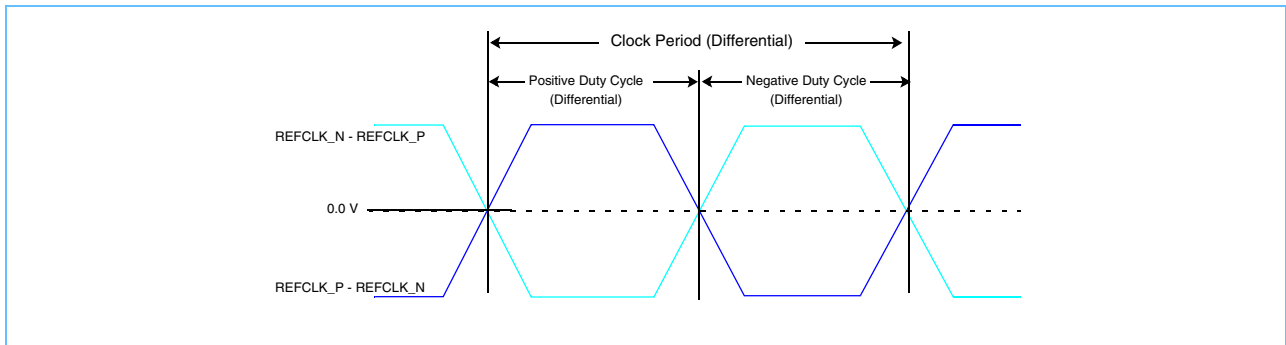 Clock Period (Differential)
Positive Duty Cycle
(Differential)
Negative Duty Cycle
(Differential)
REFCLK_N - REFCLK_P
0.0 V
REFCLK_P - REFCLK_N